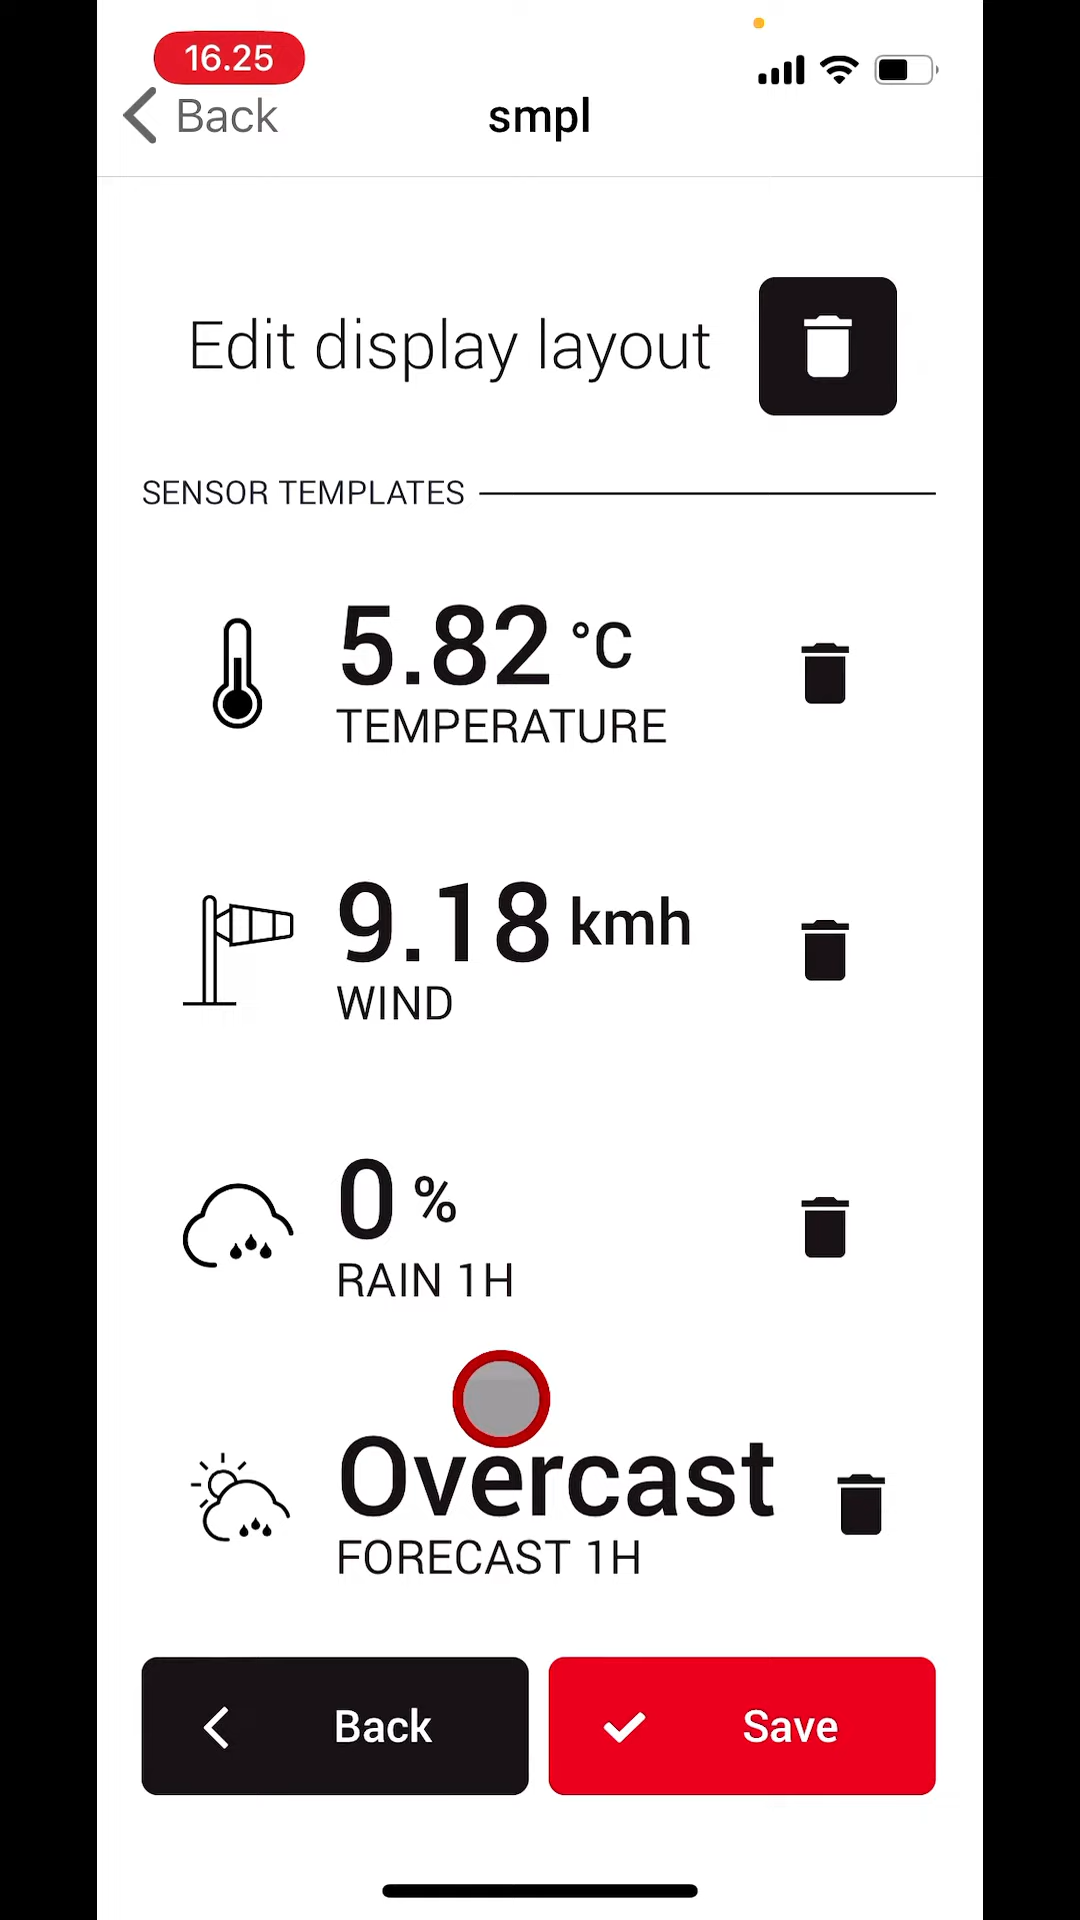 16.25
Back
smpl
Edit display layout
SENSOR TEMPLATES
5.82 °C
TEMPERATURE
9.18 kmh
WIND
0 %
RAIN 1H
Overcast
FORECAST 1H
Back
Save